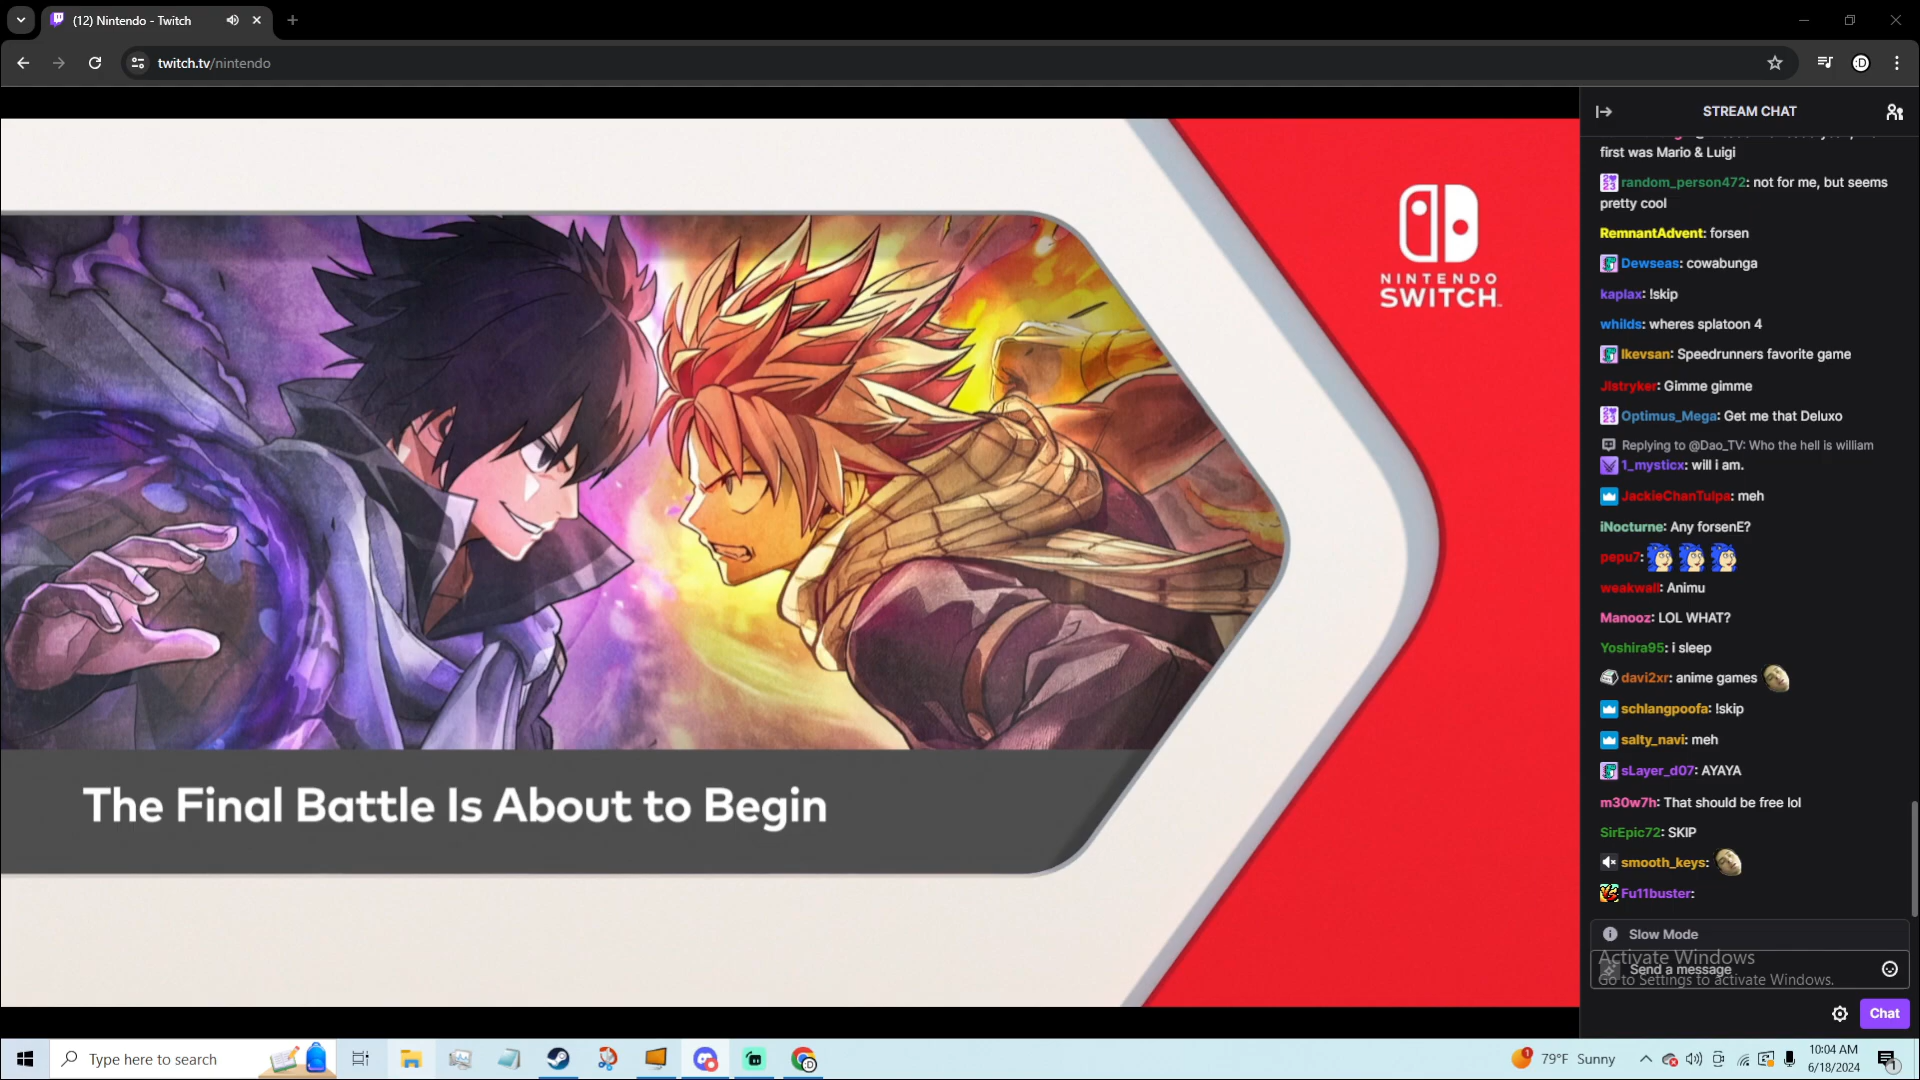 (12) Nintendo - Twitch
twitch.tv/nintendo
NINTENDO
SWITCH
The Final Battle Is About to Begin
STREAM CHAT
first was Mario & Luigi
random_person472: not for me, but seems
pretty cool
RemnantAdvent: forsen
Dewseas: cowabunga
kaplax: !skip
whilds: wheres splatoon 4
Ikevsan: Speedrunners favorite game
JIstryker: Gimme gimme
Optimus_Mega: Get me that Deluxo
Replying to @Dao_TV: Who the hell is william
1_mysticx: will i am.
JackieChanTulpa: meh
iNocturne: Any forsenE?
pepu7:
weakwall: Animu
Manooz: LOL WHAT?
Yoshira95: i sleep
davi2xr: anime games
schlangpoofa: !skip
salty_navi: meh
sLayer_d07: AYAYA
m30w7h: That should be free lol
SirEpic72: SKIP
smooth_keys:
Fu11buster:
Slow Mode
Activate Windows
Send a message
Go to Settings to activate Windows.
Chat
Type here to search
1
79°F Sunny
10:04 AM
6/18/2024
1